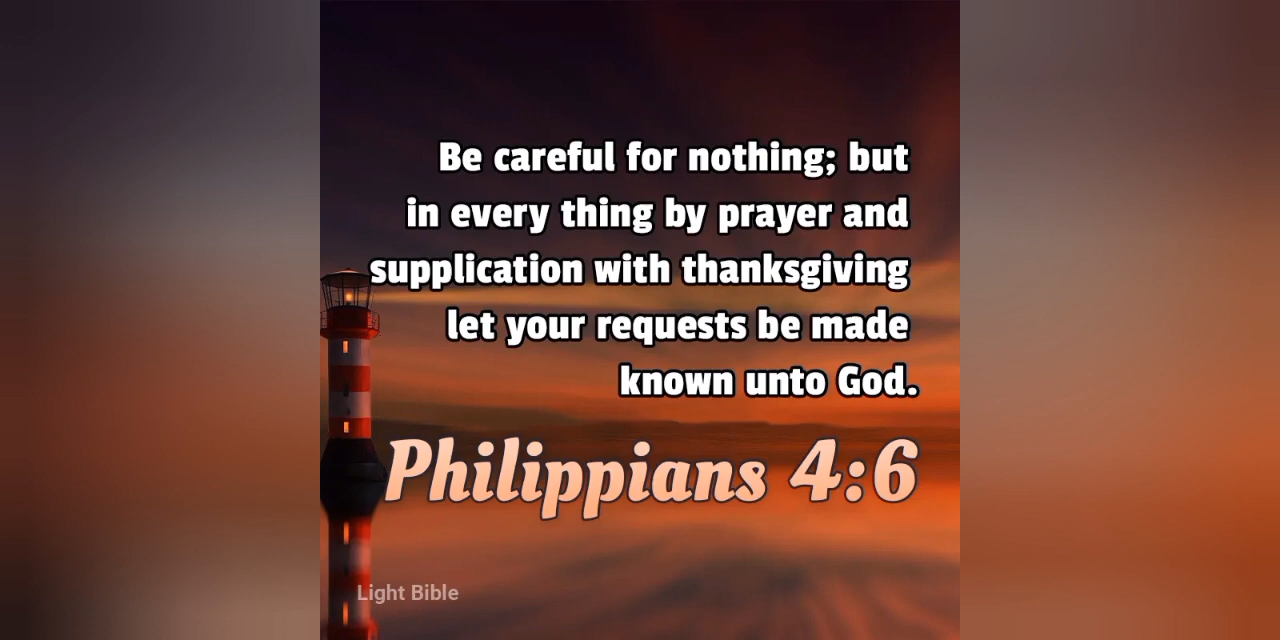 Be careful for nothing; but
in every thing by prayer and
supplication with thanksgiving
let your requests be made
known unto God.
Philippians 4:6
Light Bible